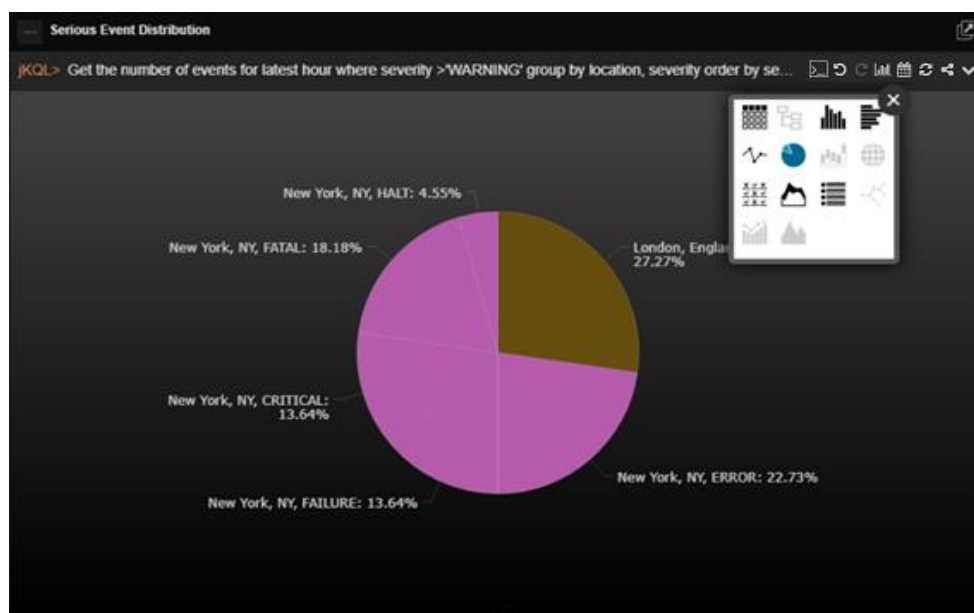 Serious Event Distribution
jKQL> Get the number of events for latest hour where severity >'WARNING' group by location, severity order by se...
New York, NY, HALT: 4.55%
New York, NY, FATAL: 18.18%
London, Engla
27.27%
New York, NY, CRITICAL:
13.64%
New York, NY, ERROR: 22.73%
New York, NY, FAILURE: 13.64%